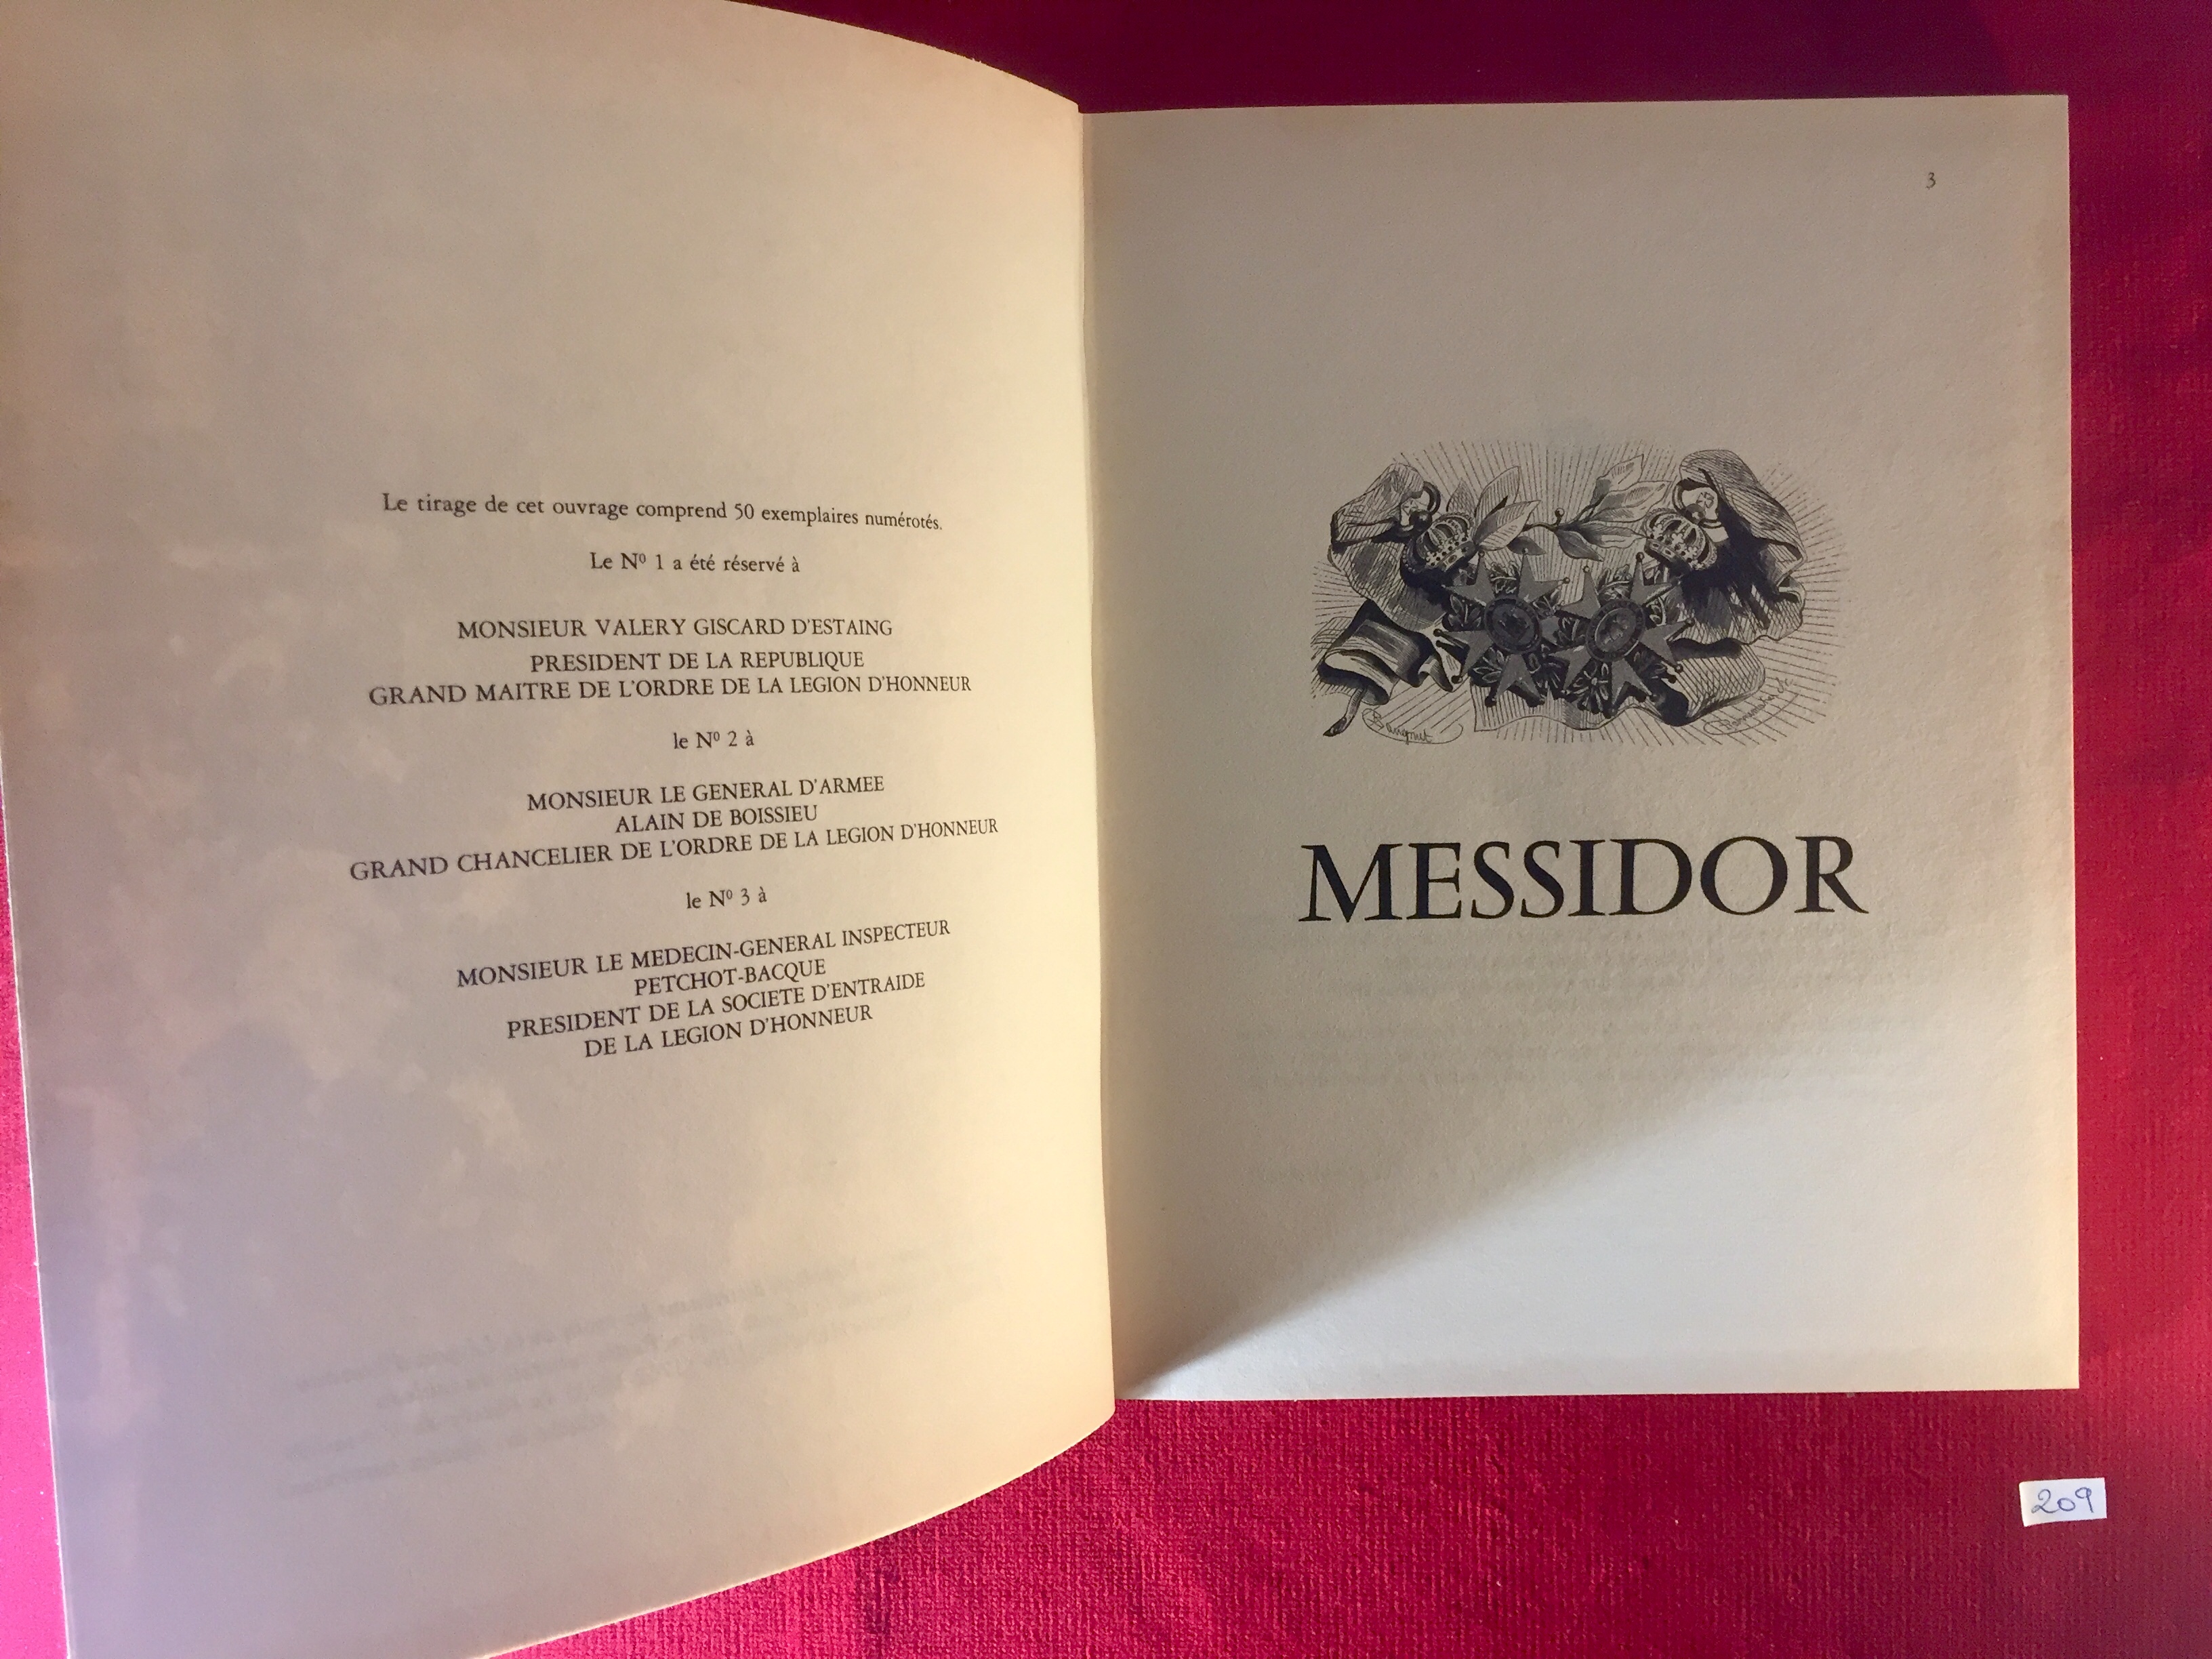 Le tirage de cet ouvrage comprend 50 exemplaires numérotés.
Le Nº 1 a été réservé à
MONSIEUR VALERY GISCARD D'ESTAING
PRESIDENT DE LA REPUBLIQUE
GRAND MAITRE DE L'ORDRE DE LA LEGION D'HONNEUR
le Nº 2 à
MONSIEUR LE GENERAL D'ARMEE
ALAIN DE BOISSIEU
GRAND CHANCELIER DE L'ORDRE DE LA LEGION D'HONNEUR
le Nº 3 à
MONSIEUR LE MEDECIN-GENERAL INSPECTEUR
PETCHOT-BACQUE
PRESIDENT DE LA SOCIETE D'ENTRAIDE
DE LA LEGION D'HONNEUR
3
MESSIDOR
209